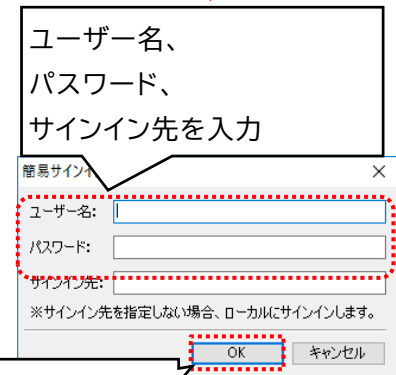 ユーザー名、
パスワード、
サインイン先を入力
簡易サインイ
ユーザー名:
パスワード:
サインイン先:
※サインイン先を指定しない場合、ローカルにサインインします。
OK キャンセル